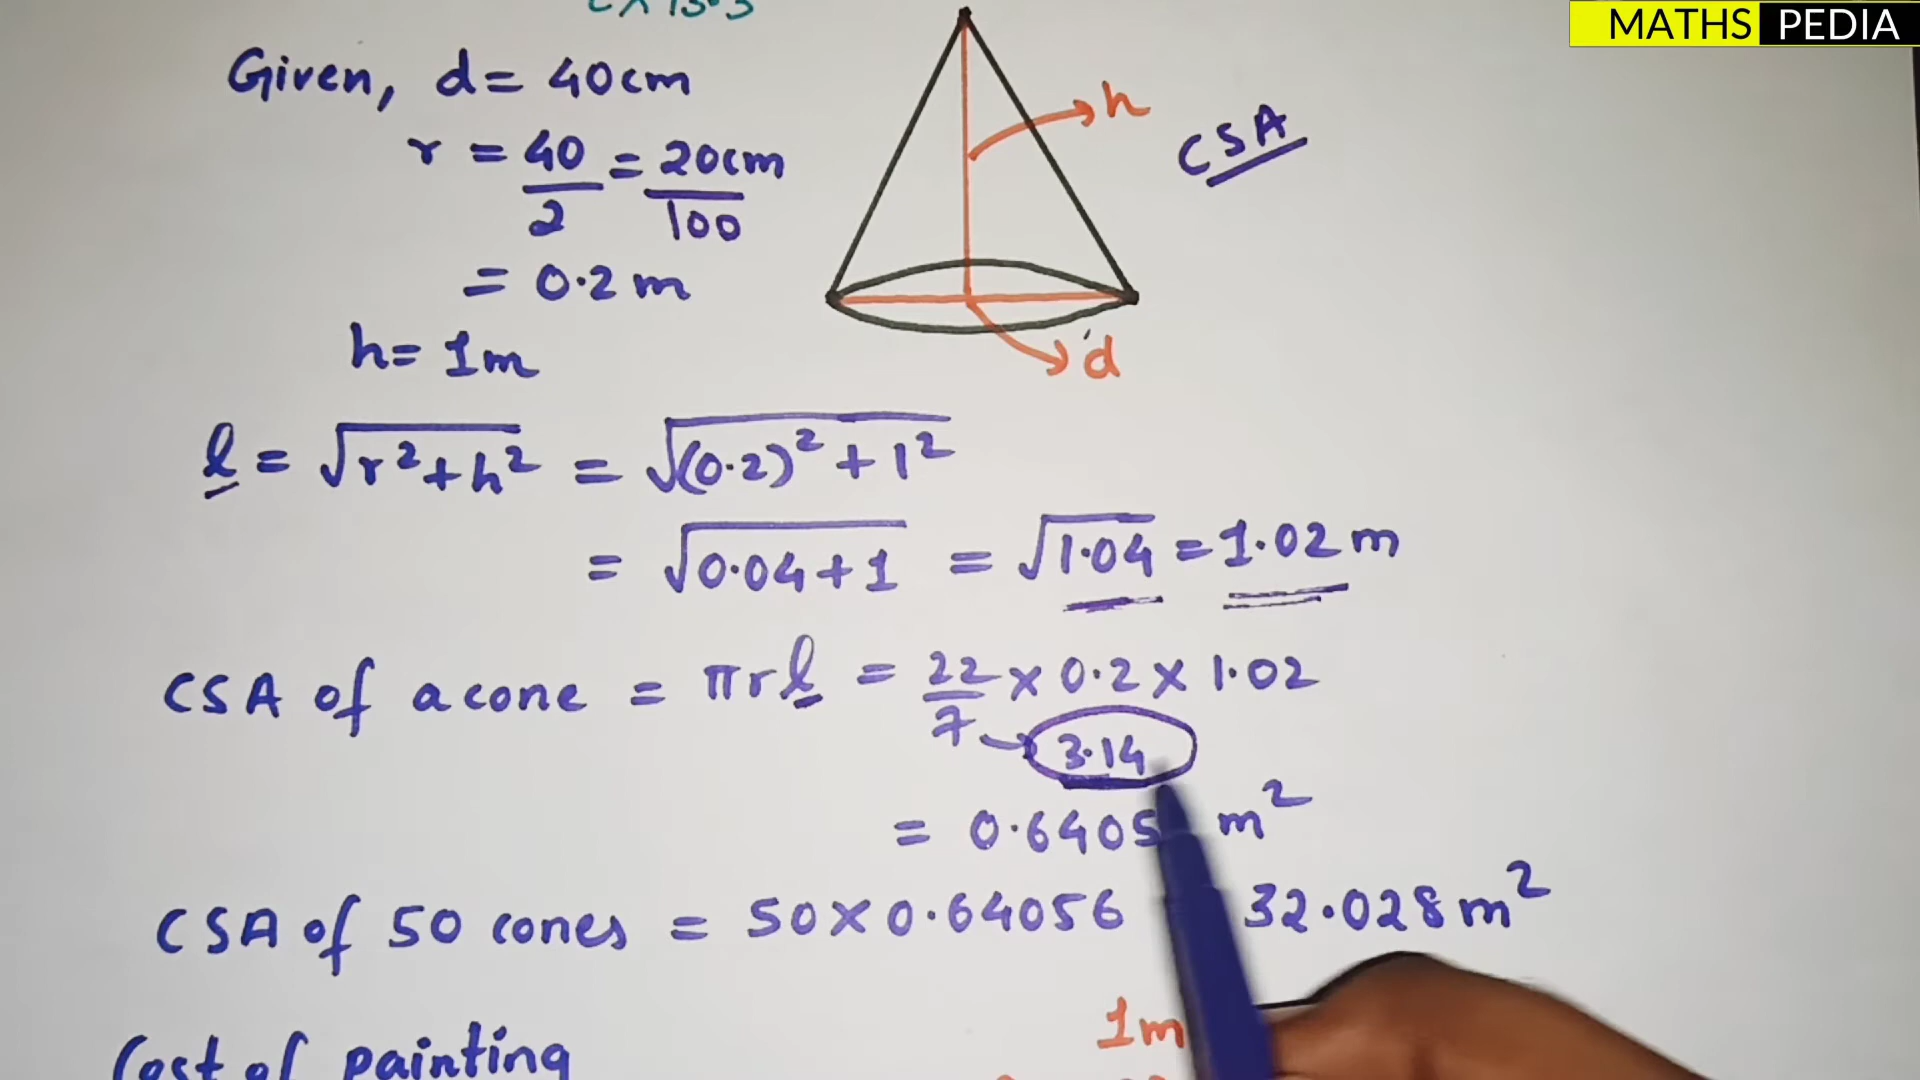 MATHS PEDIA
Given, d = 40cm
r = 40/2 = 20cm/100
= 0.2 m
h = 1m
h
d
CSA
l = √r²+h² = √(0.2)²+1²
= √0.04+1 = √1.04 = 1.02 m
CSA of a cone = πrl = 22/7 × 0.2 × 1.02
3.14
= 0.6405 m²
CSA of 50 cones = 50 × 0.64056 32.028 m²
1m
Cost of painting